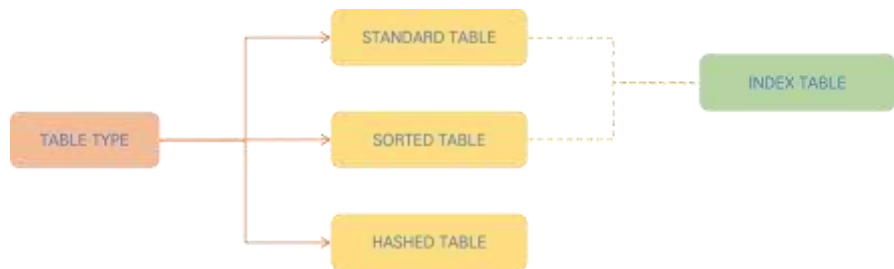 STANDARD TABLE
INDEX TABLE
TABLE TYPE
SORTED TABLE
HASHED TABLE